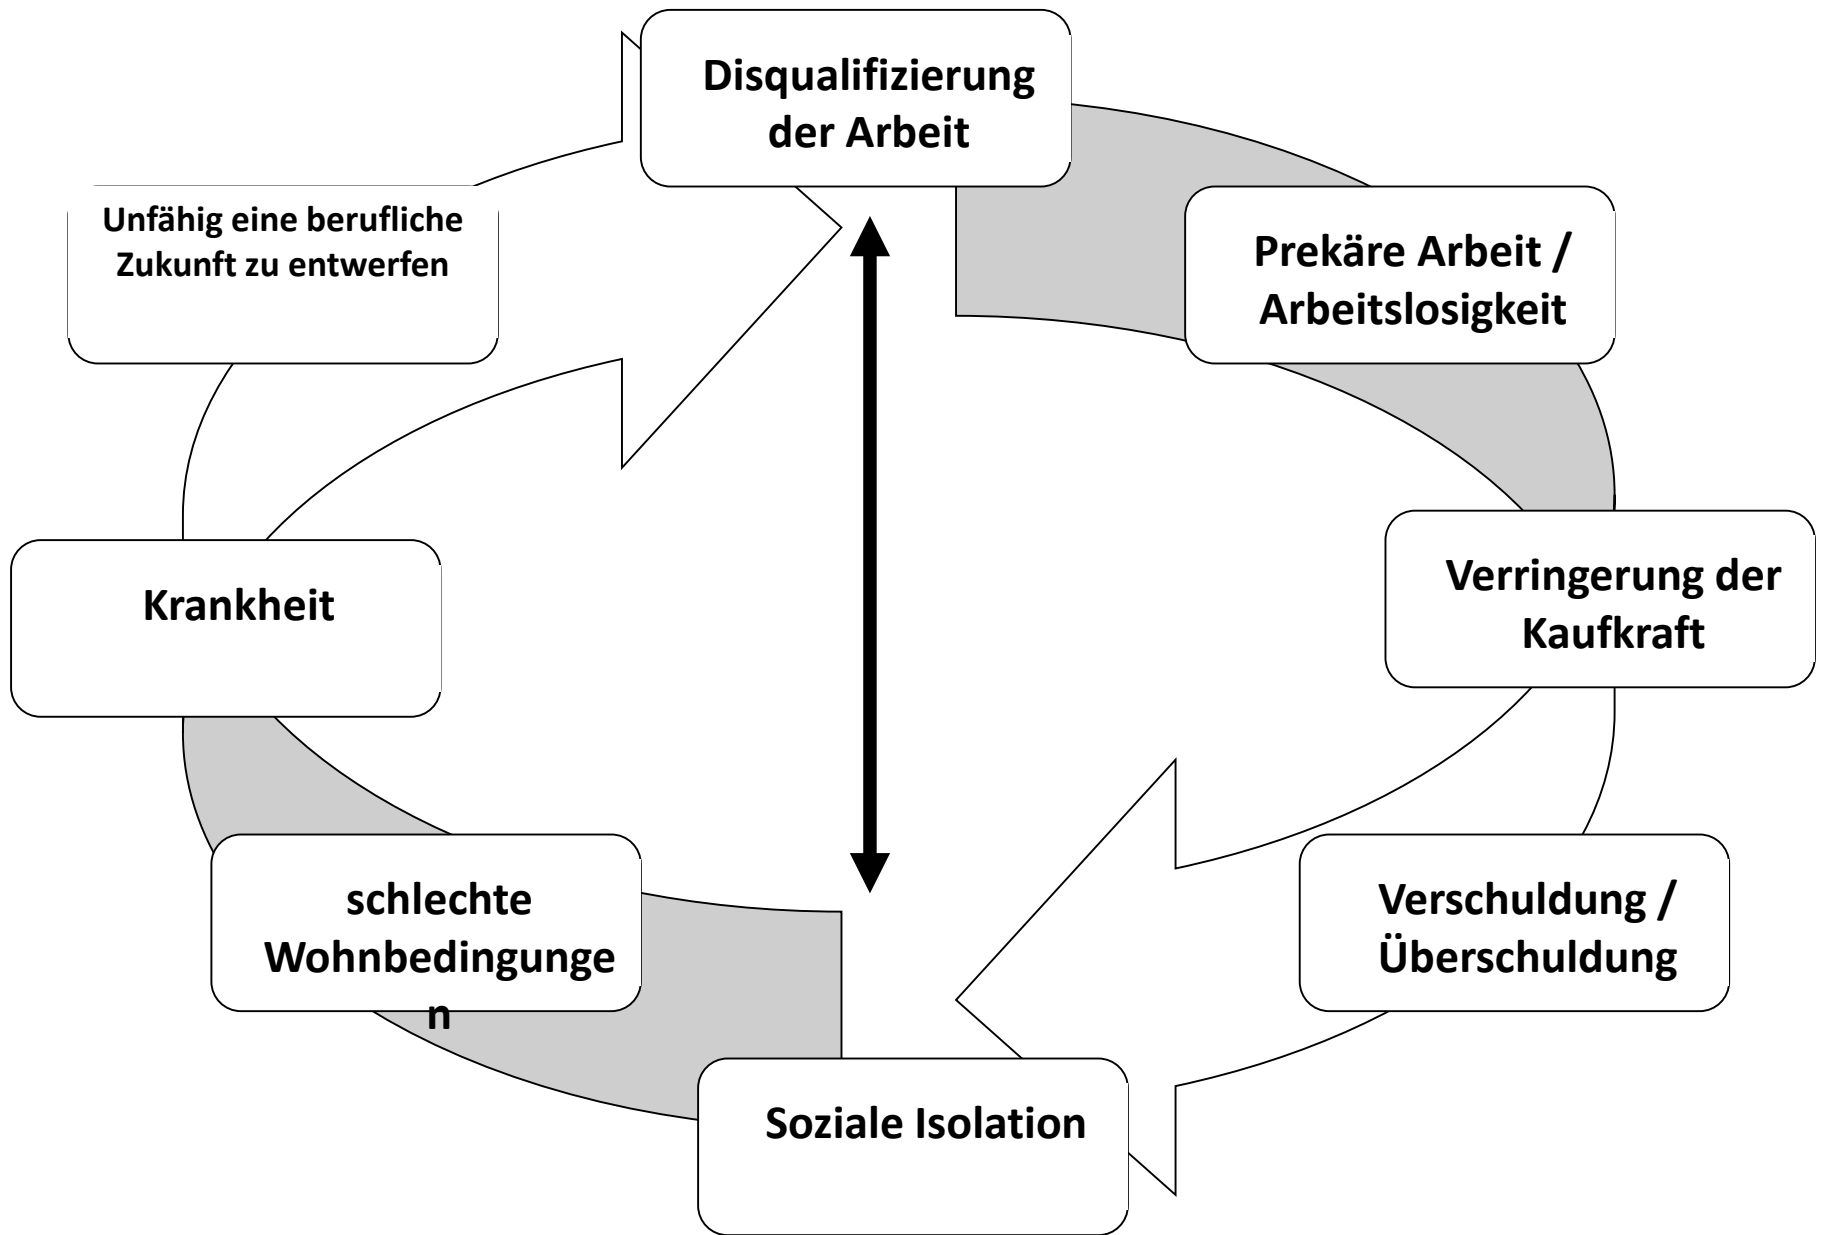 Disqualifizierung
der Arbeit
Unfähig eine berufliche
Zukunft zu entwerfen
Prekäre Arbeit /
Arbeitslosigkeit
Krankheit
Verringerung der
Kaufkraft
schlechte
Wohnbedingunge
n
Verschuldung /
Überschuldung
Soziale Isolation